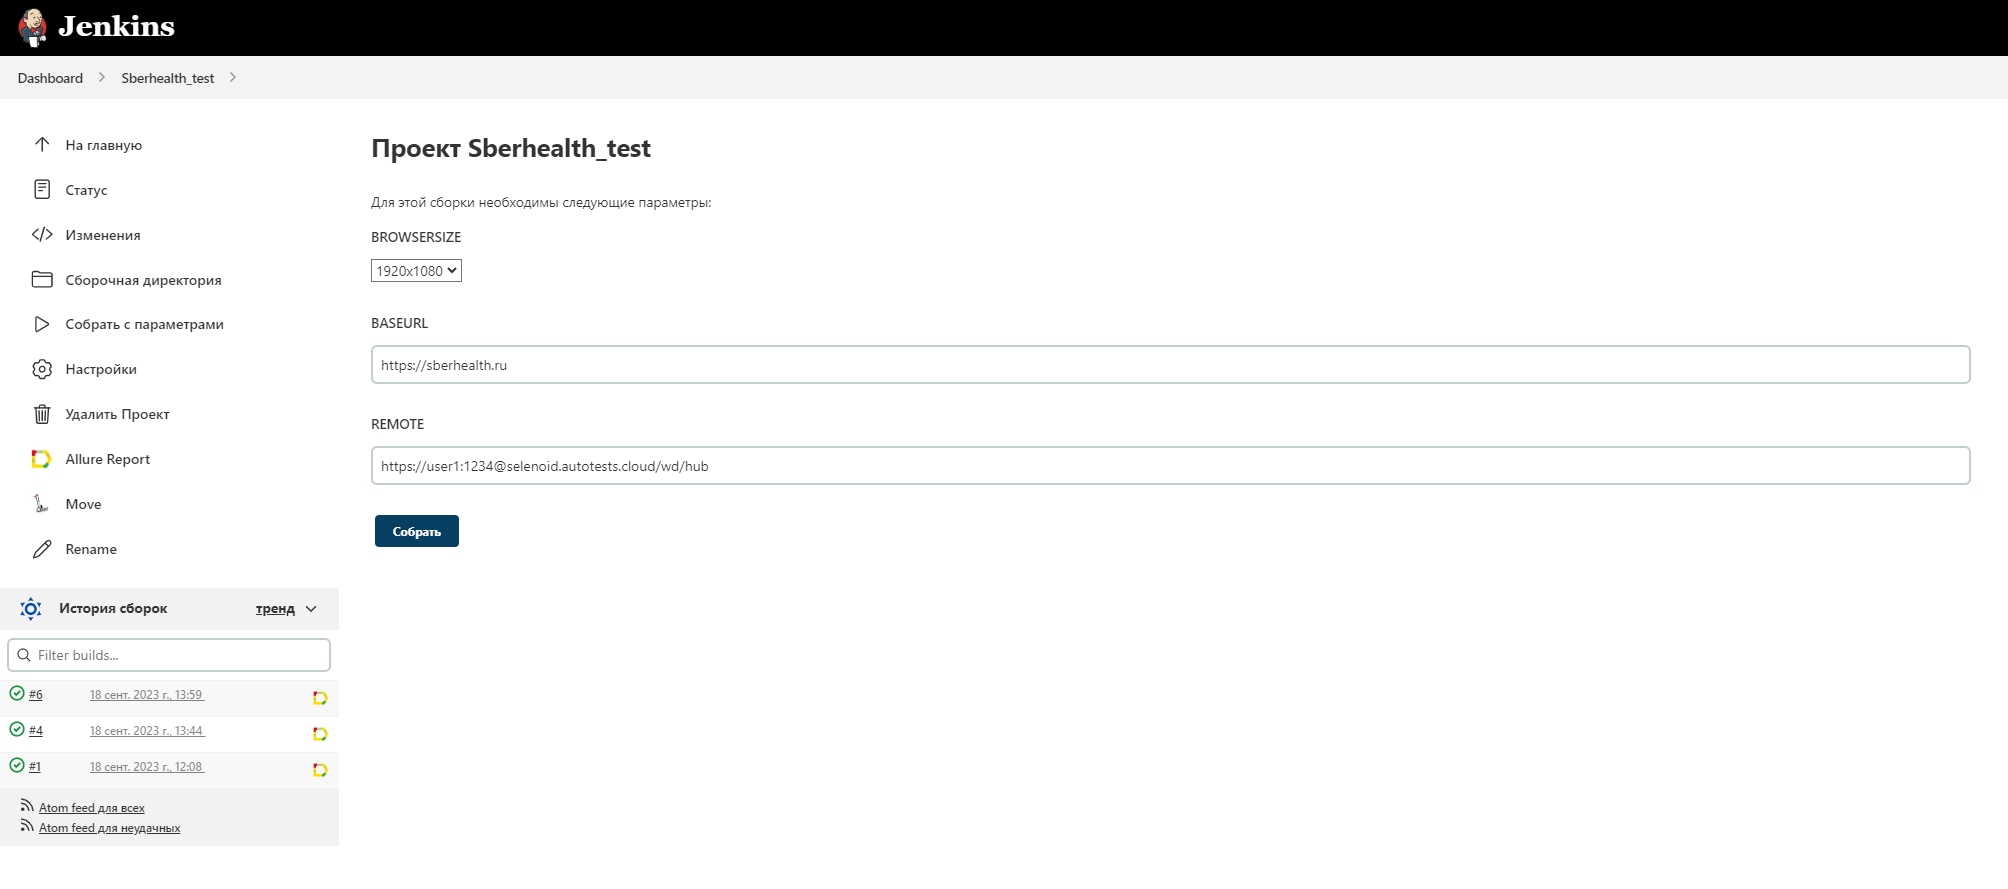 Jenkins
Dashboard Sberhealth_test
На главную
Статус
Изменения
Сборочная директория
Собрать с параметрами
Настройки
Удалить Проект
Allure Report
Move
Rename
История сборок тренд
Filter builds...
#6 18 сент. 2023 г., 13:59
#4 18 сент. 2023 г., 13:44
#1 18 сент. 2023 г., 12:08
Atom feed для всех
Atom feed для неудачных
Проект Sberhealth_test
Для этой сборки необходимы следующие параметры:
BROWSERSIZE
1920x1080
BASEURL
https://sberhealth.ru
REMOTE
https://user1:1234@selenoid.autotests.cloud/wd/hub
Собрать